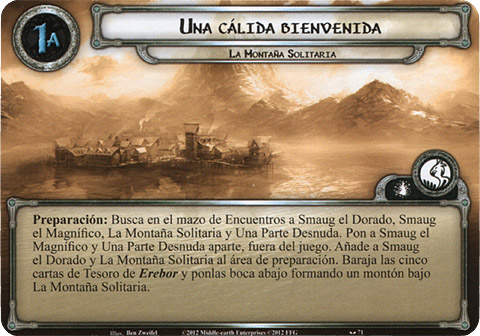 1A
Una cálida bienvenida
La Montaña Solitaria
Preparación: Busca en el mazo de Encuentros a Smaug el Dorado, Smaug
el Magnífico, La Montaña Solitaria y Una Parte Desnuda. Pon a Smaug el
Magnífico y Una Parte Desnuda aparte, fuera del juego. Añade a Smaug
el Dorado y La Montaña Solitaria al área de preparación. Baraja las cinco
cartas de Tesoro de Erebor y ponlas boca abajo formando un montón bajo
La Montaña Solitaria.
Illus. Ben Zweifel
©2012 Middle-earth Enterprises ©2012 FFG
71